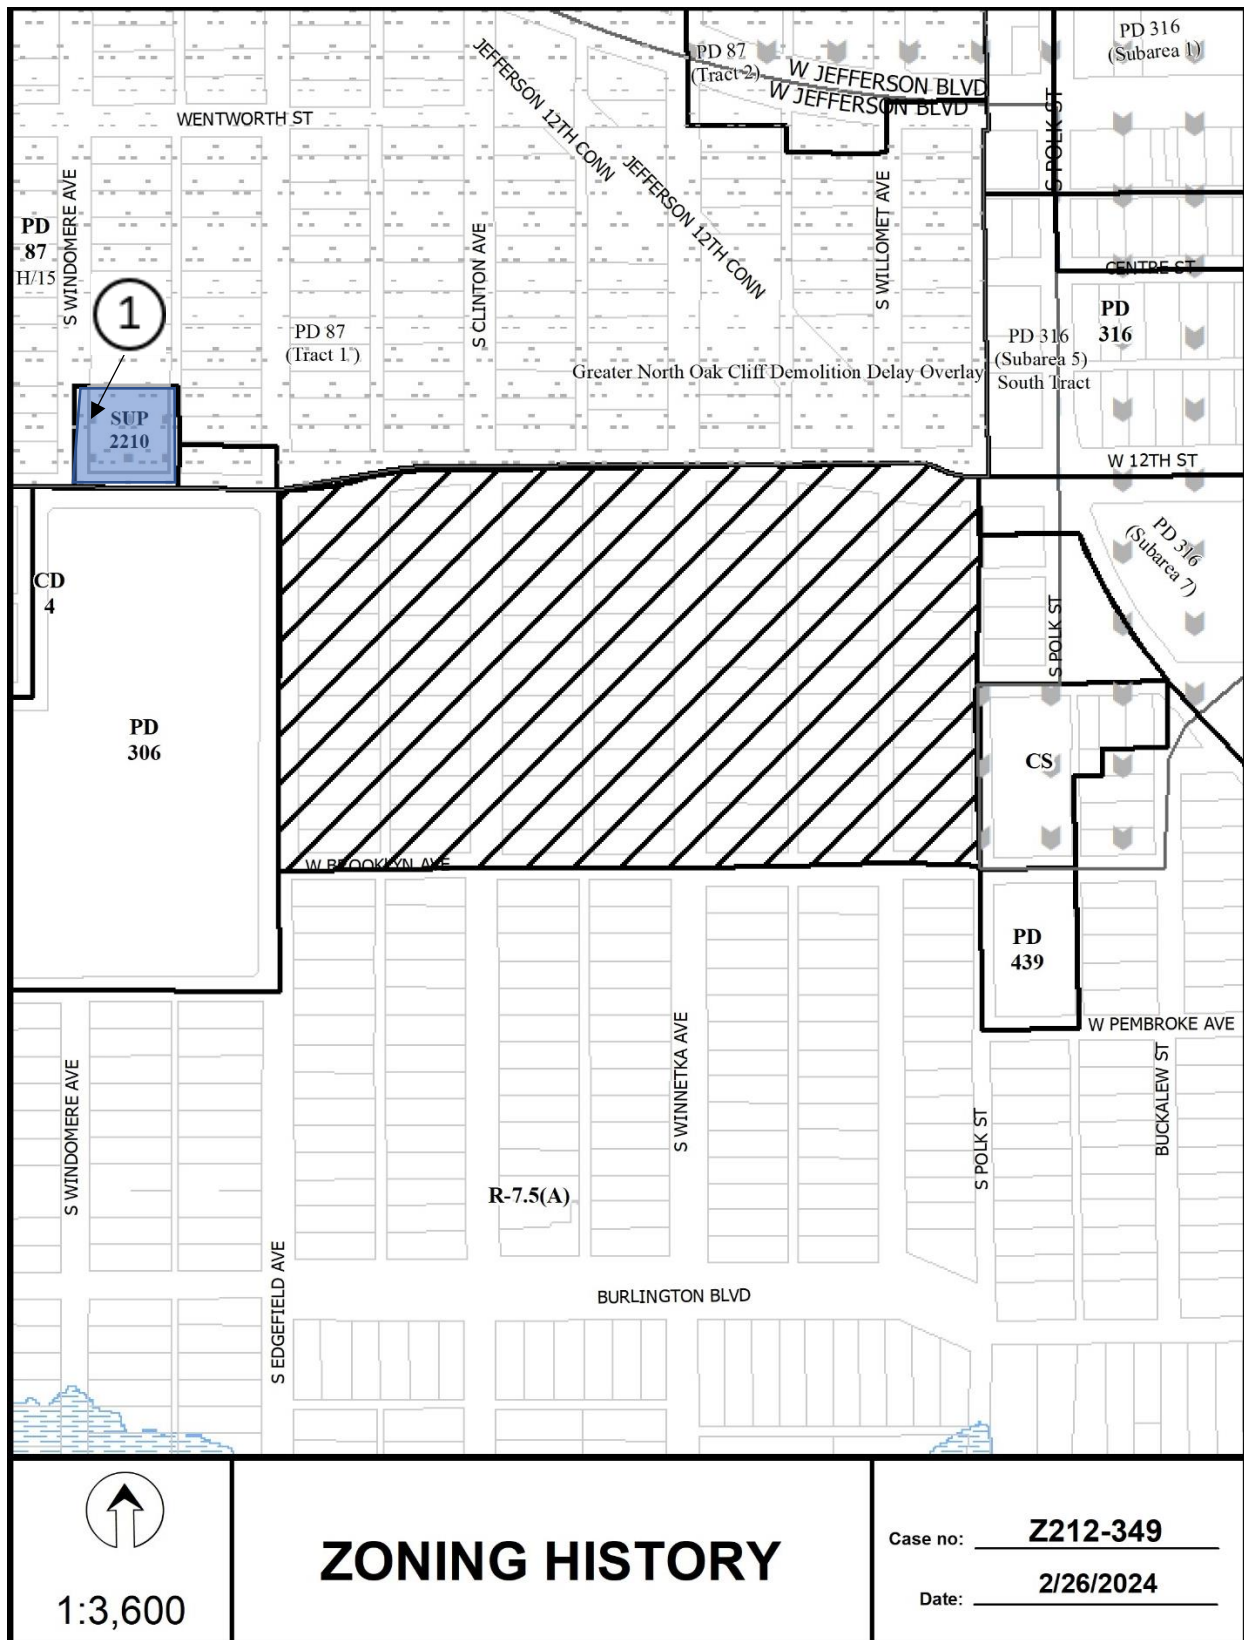 PD 316
(Subarea 1)
PD 87
(Tract 2)
W JEFFERSON BLVD
W JEFFERSON BLVD
JEFFERSON 12TH CONN
JEFFERSON 12TH CONN
WENTWORTH ST
S POLK ST
S WINDOMERE AVE
S CLINTON AVE
S WILLOMET AVE
PD
87
H/15
CENTRE ST
1
PD
316
PD 87
(Tract 1)
PD 316
(Subarea 5)
South Tract
Greater North Oak Cliff Demolition Delay Overlay
SUP
2210
W 12TH ST
PD 316
(Subarea 7)
CD
4
S POLK ST
PD
306
CS
W BROOKLYN AVE
PD
439
W PEMBROKE AVE
S WINDOMERE AVE
S WINNETKA AVE
S POLK ST
BUCKALEW ST
R-7.5(A)
S EDGEFIELD AVE
BURLINGTON BLVD
1:3,600
ZONING HISTORY
Case no: Z212-349
Date: 2/26/2024